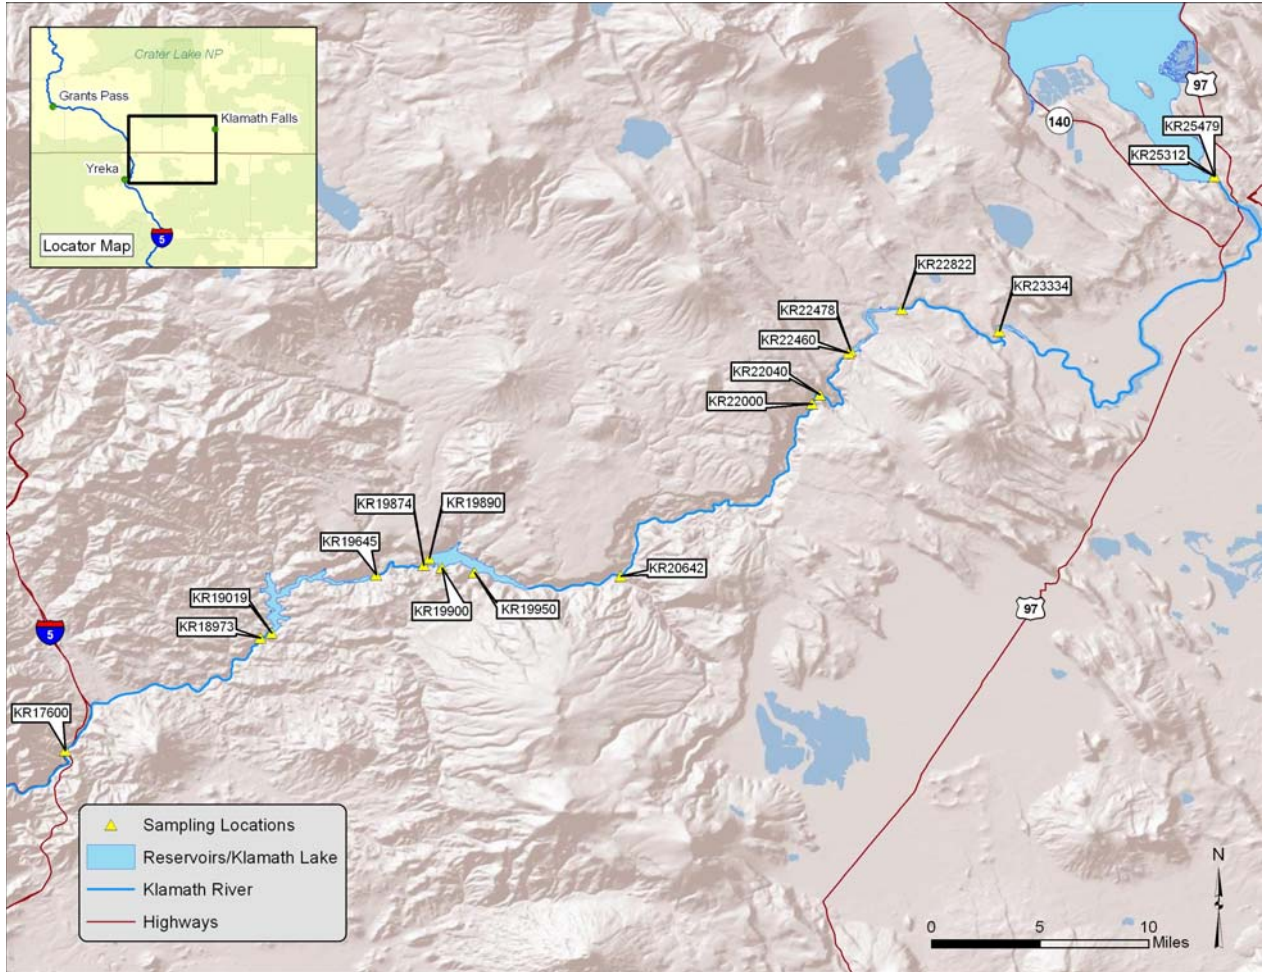 Crater Lake NP
Grants Pass
Klamath Falls
Yreka
5
Locator Map
97
140
KR25479
KR25312
KR22822
KR23334
KR22478
KR22460
KR22040
KR22000
KR19874
KR19890
KR19645
KR20642
KR19900
KR19950
KR19019
KR18973
5
97
KR17600
Sampling Locations
Reservoirs/Klamath Lake
Klamath River
Highways
N
0 5 10
Miles